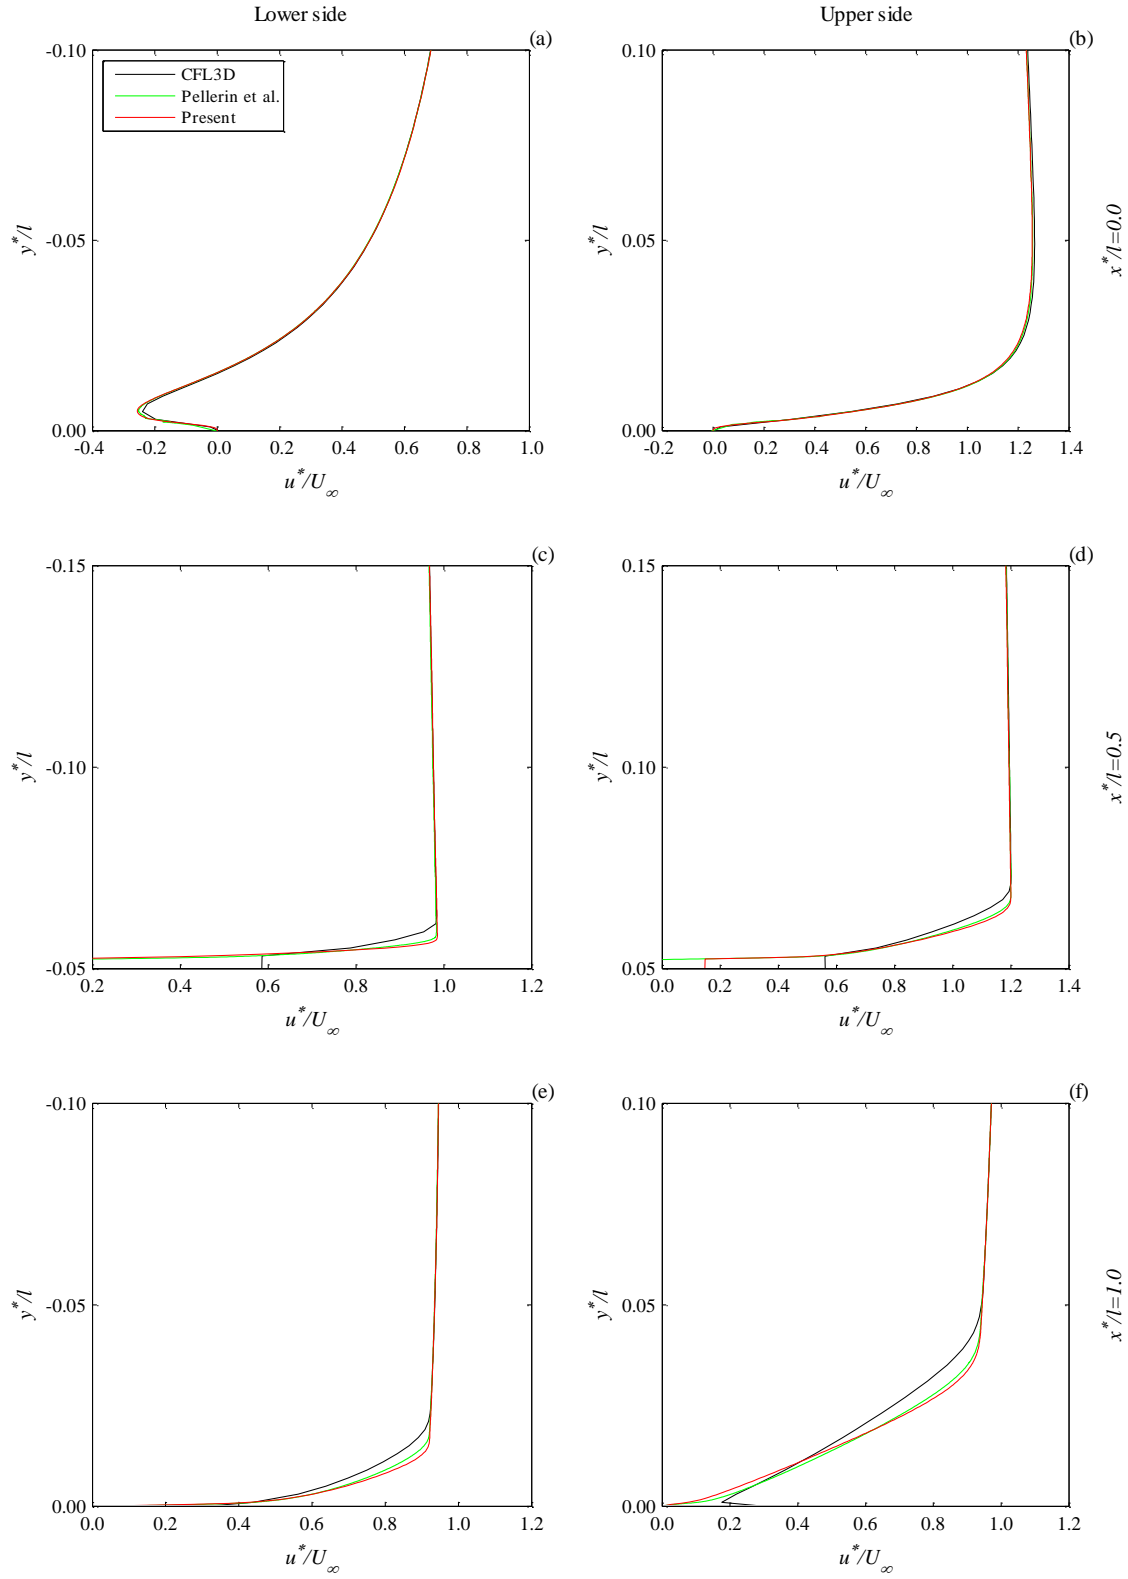 Lower side
Upper side
(a)
(b)
-0.10
-0.05
0.00
y*/l
CFL3D
Pellerin et al.
Present
-0.4 -0.2 0.0 0.2 0.4 0.6 0.8 1.0
u*/U∞
0.10
0.05
0.00
y*/l
-0.2 0.0 0.2 0.4 0.6 0.8 1.0 1.2 1.4
u*/U∞
x*/l=0.0
(c)
(d)
-0.15
-0.10
-0.05
y*/l
0.2 0.4 0.6 0.8 1.0 1.2
u*/U∞
0.15
0.10
0.05
y*/l
0.0 0.2 0.4 0.6 0.8 1.0 1.2 1.4
u*/U∞
x*/l=0.5
(e)
(f)
-0.10
-0.05
0.00
y*/l
0.0 0.2 0.4 0.6 0.8 1.0 1.2
u*/U∞
0.10
0.05
0.00
y*/l
0.0 0.2 0.4 0.6 0.8 1.0 1.2
u*/U∞
x*/l=1.0